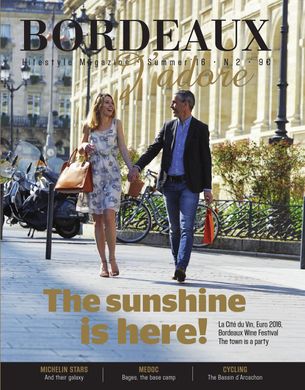 BORDEAUX
J'adore
Lifestyle Magazine · Summer 16 · N.2 · 9€
The sunshine
is here!
La Cité du Vin, Euro 2016,
Bordeaux Wine Festival
The town is a party
MICHELIN STARS
And their galaxy
MEDOC
Bages, the base camp
CYCLING
The Bassin d'Arcachon